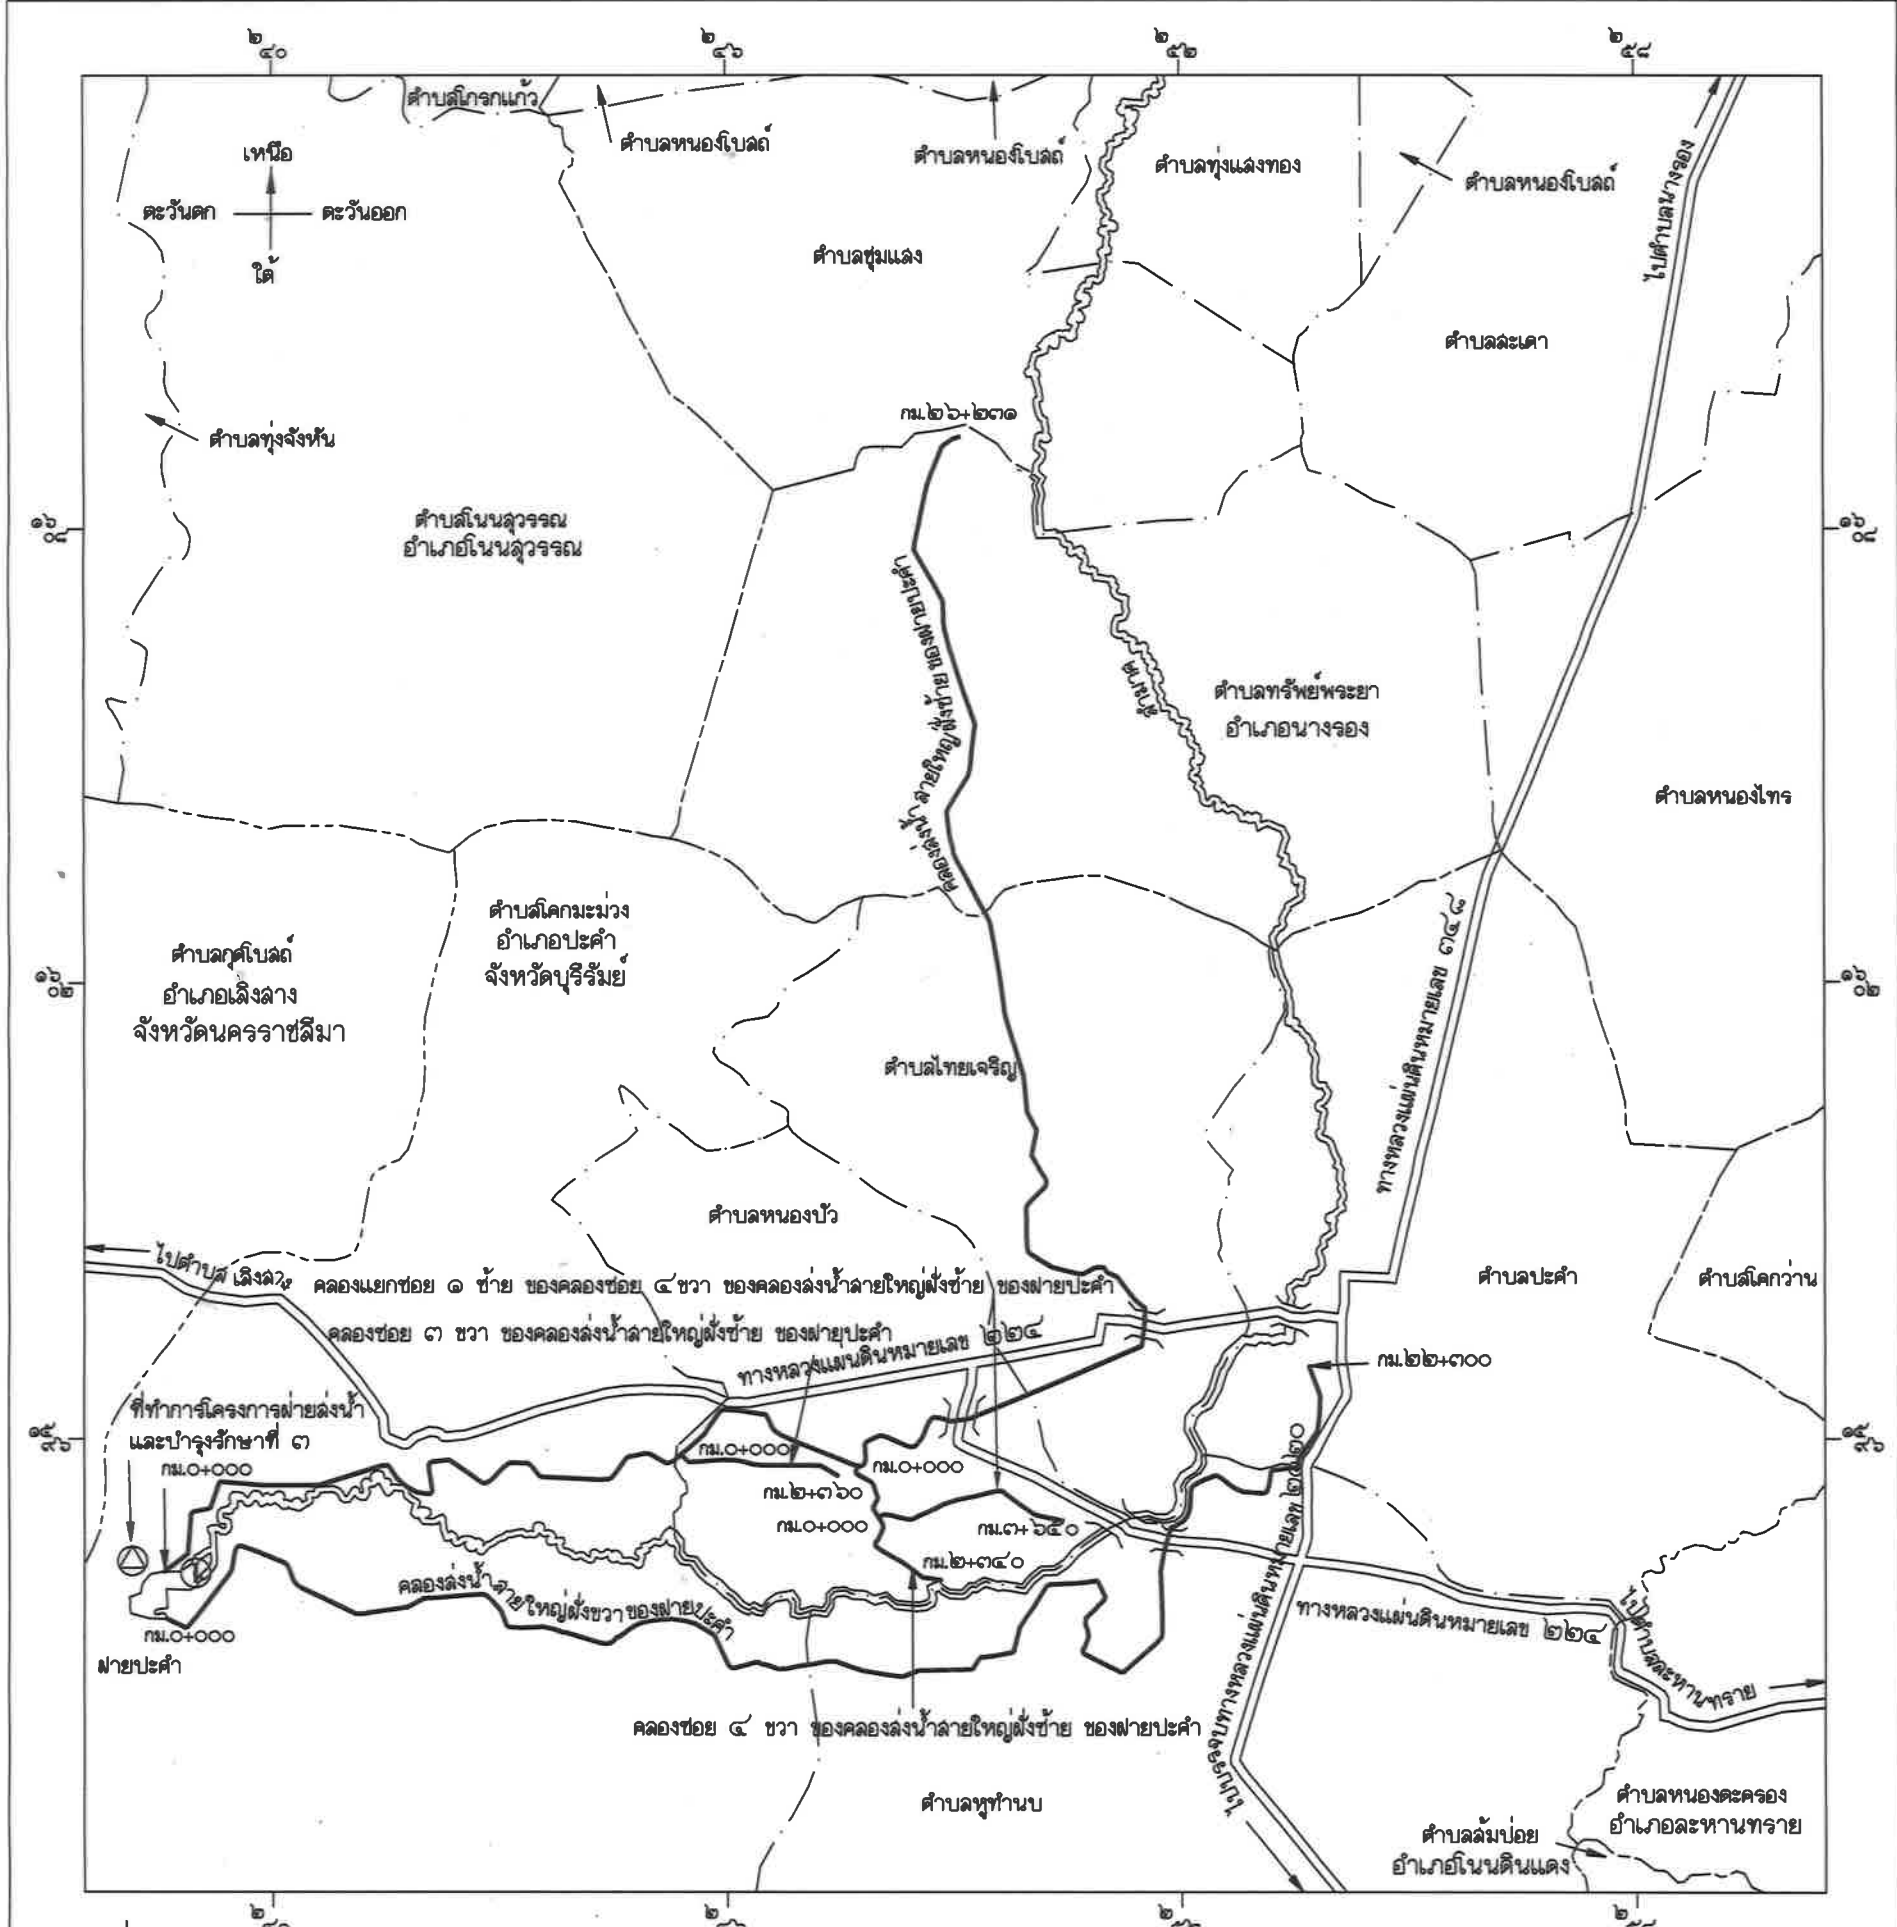 ๒๔๐
๒๔๖
๒๕๒
๒๕๘
ตำบลโกรกแก้ว
ตำบลหนองโบสถ์
ตำบลหนองโบสถ์
ตำบลทุ่งแสงทอง
ตำบลหนองโบสถ์
เหนือ
ตะวันตก
ตะวันออก
ใต้
ไปตำบลนางรอง
ตำบลชุมแสง
ตำบลสะเดา
กม.๒๖+๒๓๑
ตำบลทุ่งจังหัน
ตำบลโนนสุวรรณ
อำเภอโนนสุวรรณ
๑๖๐๘
๑๖๐๘
คลองส่งน้ำสายใหญ่ฝั่งซ้าย ของฝายปะคำ
ลำมาศ
ตำบลทรัพย์พระยา
อำเภอนางรอง
ตำบลหนองไทร
ตำบลโคกมะม่วง
อำเภอปะคำ
จังหวัดบุรีรัมย์
ตำบลกุดโบสถ์
อำเภอเสิงสาง
จังหวัดนครราชสีมา
๑๖๐๒
๑๖๐๒
ทางหลวงแผ่นดินหมายเลข ๓๔๘
ตำบลไทยเจริญ
ตำบลหนองบัว
ไปตำบล เสิงสาง
คลองแยกซอย ๑ ซ้าย ของคลองซอย ๔ ขวา ของคลองส่งน้ำสายใหญ่ฝั่งซ้าย ของฝายปะคำ
ตำบลปะคำ
ตำบลโคกว่าน
คลองซอย ๓ ขวา ของคลองส่งน้ำสายใหญ่ฝั่งซ้าย ของฝายปะคำ
ทางหลวงแผ่นดินหมายเลข ๒๒๔
กม.๒๒+๓๐๐
ที่ทำการโครงการฝายส่งน้ำ
และบำรุงรักษาที่ ๓
๑๕๙๖
๑๕๙๖
กม.๐+๐๐๐
กม.๐+๐๐๐
กม.๐+๐๐๐
กม.๒+๓๖๐
กม.๐+๐๐๐
กม.๓+๖๕๐
กม.๒+๓๔๐
คลองส่งน้ำสายใหญ่ฝั่งขวา ของฝายปะคำ
กม.๐+๐๐๐
ฝายปะคำ
ทางหลวงแผ่นดินหมายเลข ๒๒๔
ไปตำบลละหานทราย
คลองซอย ๔ ขวา ของคลองส่งน้ำสายใหญ่ฝั่งซ้าย ของฝายปะคำ
ไปบรรจบทางหลวงแผ่นดินหมายเลข
ตำบลหูทำนบ
ตำบลหนองตะครอง
อำเภอละหานทราย
ตำบลส้มป่อย
อำเภอโนนดินแดง